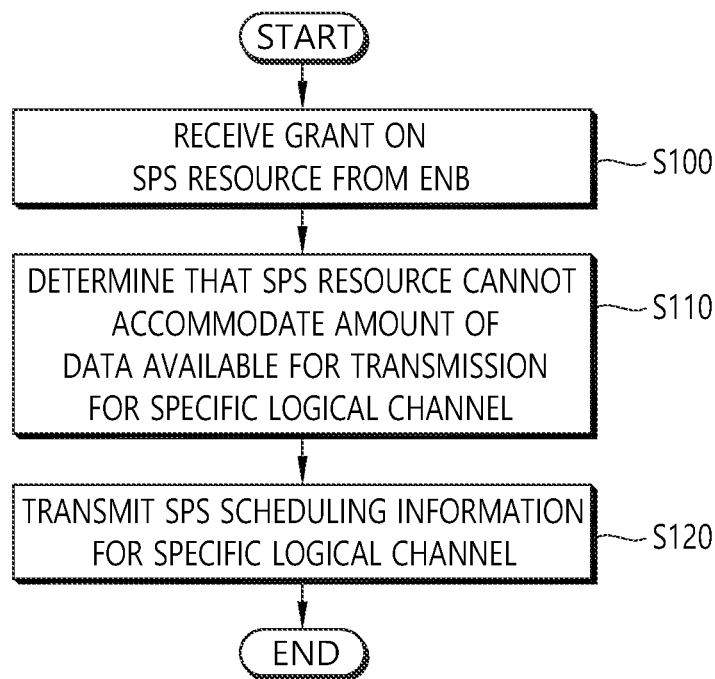 START
RECEIVE GRANT ON
SPS RESOURCE FROM ENB
S100
DETERMINE THAT SPS RESOURCE CANNOT
ACCOMMODATE AMOUNT OF
DATA AVAILABLE FOR TRANSMISSION
FOR SPECIFIC LOGICAL CHANNEL
S110
TRANSMIT SPS SCHEDULING INFORMATION
FOR SPECIFIC LOGICAL CHANNEL
S120
END